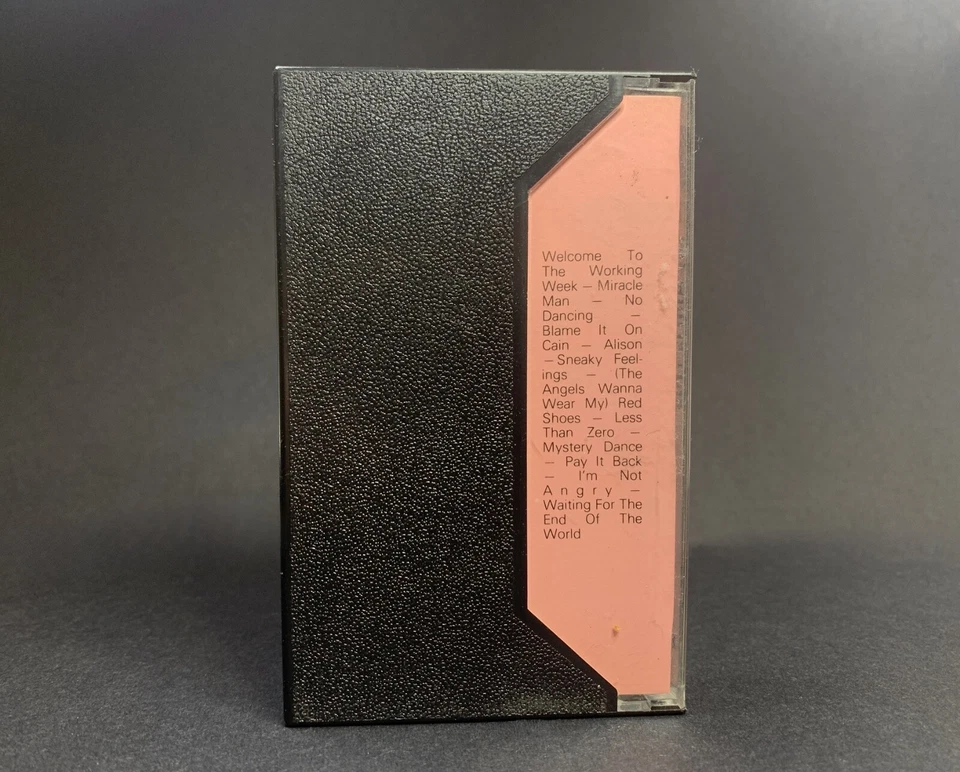 Welcome To
The Working
Week – Miracle
Man – No
Dancing –
Blame It On
Cain – Alison
– Sneaky Feel-
ings – (The
Angels Wanna
Wear My) Red
Shoes – Less
Than Zero –
Mystery Dance
– Pay It Back
– I'm Not
Angry –
Waiting For The
End Of The
World